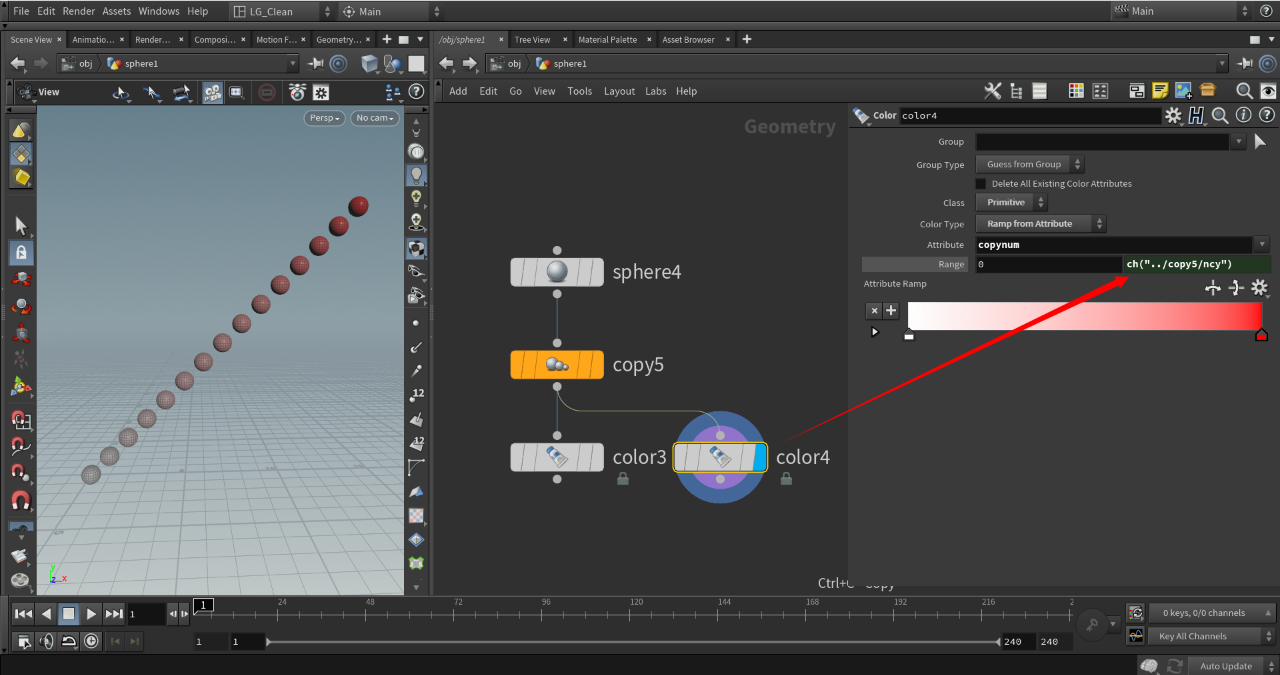 File Edit Render Assets Windows Help LG_Clean Main Main
Scene View Animatio... Render... Composi... Motion F... Geometry...
/obj/sphere1 Tree View Material Palette Asset Browser
obj sphere1
obj sphere1
View
Add Edit Go View Tools Layout Labs Help
Persp No cam
Geometry
Color color4
Group
Group Type Guess from Group
Delete All Existing Color Attributes
Class Primitive
Color Type Ramp from Attribute
Attribute copynum
Range 0 ch("../copy5/ncy")
Attribute Ramp
sphere4
copy5
color3
color4
12
12
y
z x
Ctrl+C Copy
1 1 24 48 72 96 120 144 168 192 216 2
0 keys, 0/0 channels
1 1 240 240
Key All Channels
Auto Update